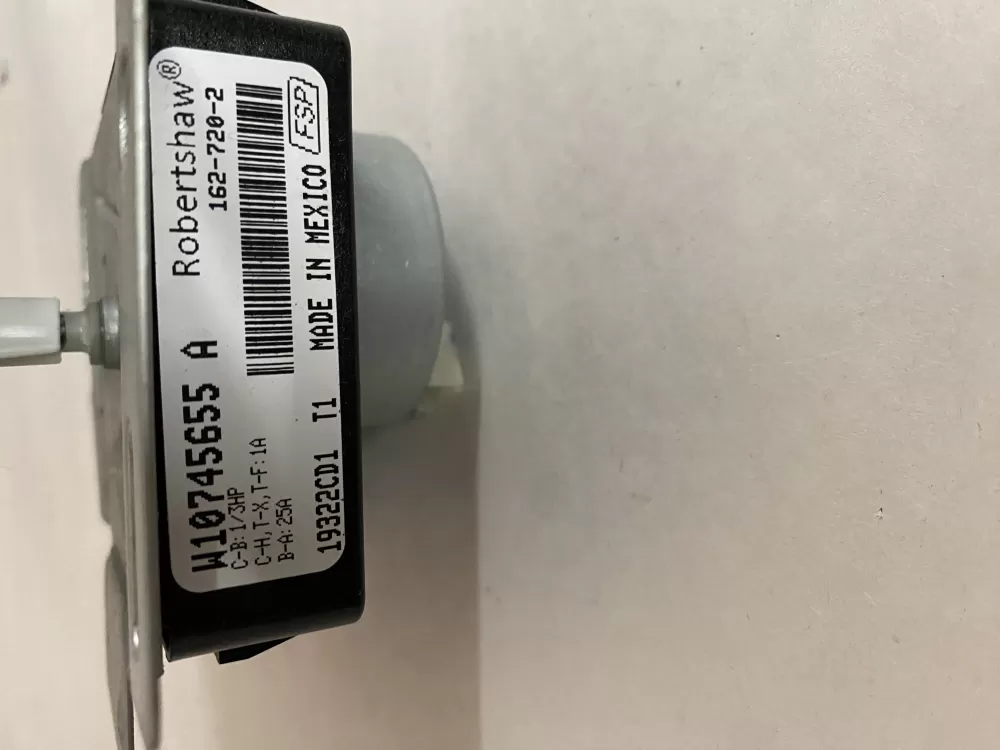 W10745655 A Robertshaw®
162-720-2
C-B:1/3HP
C-H,T-X,T-F:1A
B-A:25A
FSP
19322CD1 T1 MADE IN MEXICO